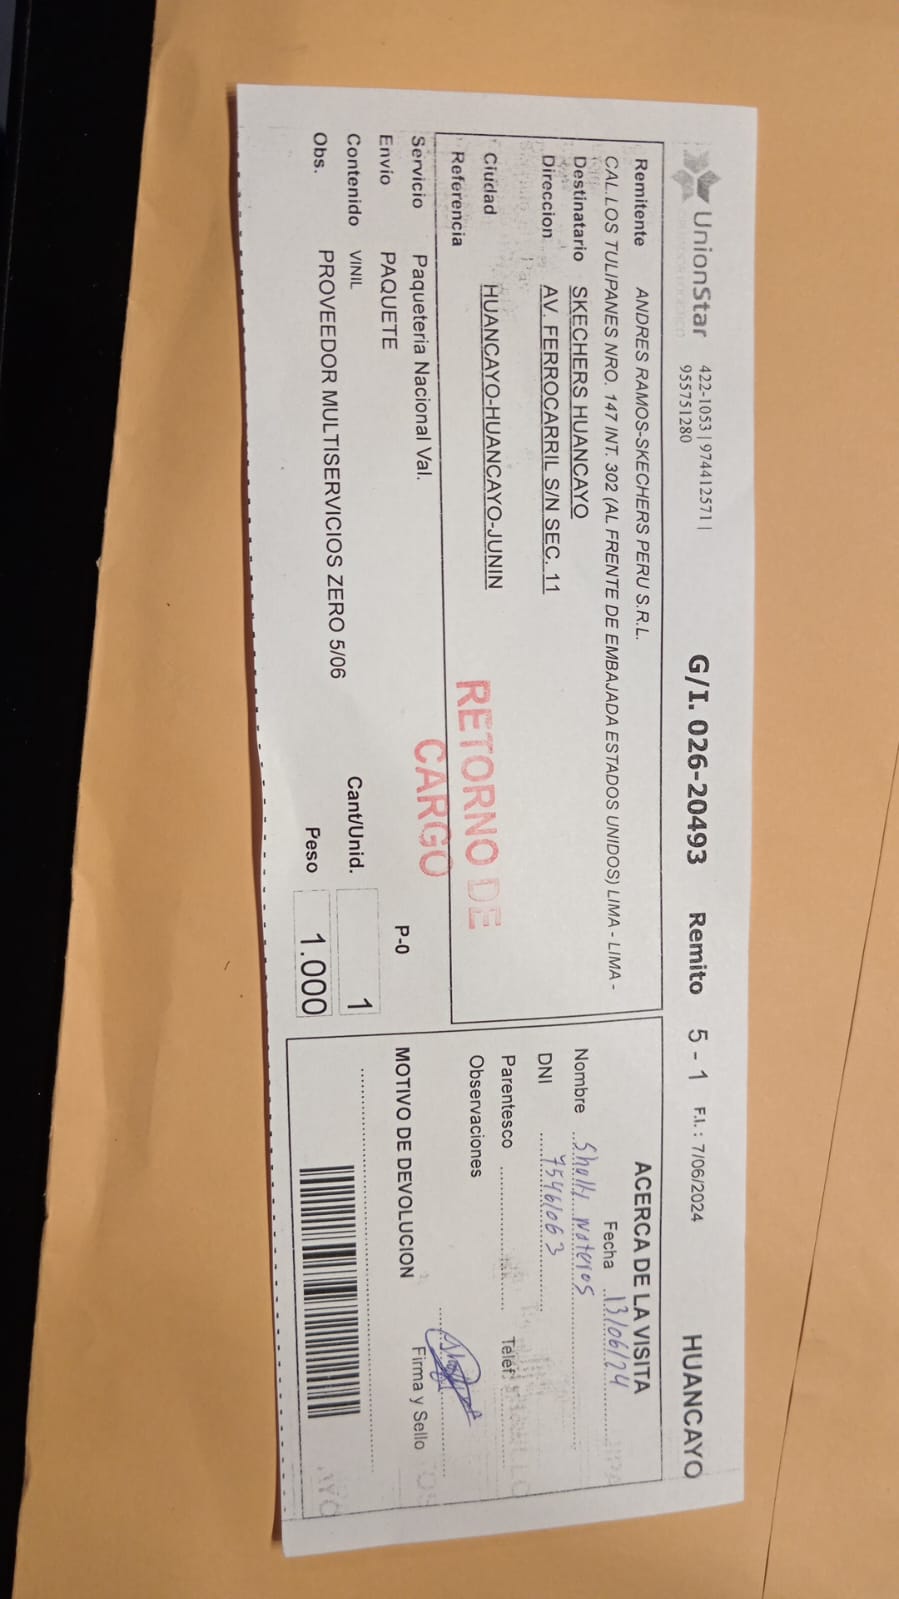 UnionStar
422-1053 | 974412571 |
955751280
G/I. 026-20493 Remito 5 - 1 F.I. : 7/06/2024 HUANCAYO
Remitente ANDRES RAMOS-SKECHERS PERU S.R.L.
CAL.LOS TULIPANES NRO. 147 INT. 302 (AL FRENTE DE EMBAJADA ESTADOS UNIDOS) LIMA - LIMA -
Destinatario SKECHERS HUANCAYO
Direccion AV. FERROCARRIL S/N SEC. 11
Ciudad HUANCAYO-HUANCAYO-JUNIN
Referencia
RETORNO DE
CARGO
Servicio Paqueteria Nacional Val.
Envio PAQUETE P-0
Contenido VINIL Cant/Unid. 1
Obs. PROVEEDOR MULTISERVICIOS ZERO 5/06 Peso 1.000
ACERCA DE LA VISITA
Fecha 13/06/24
Nombre
DNI 75461063
Parentesco Telef.
Observaciones
Firma y Sello
MOTIVO DE DEVOLUCION